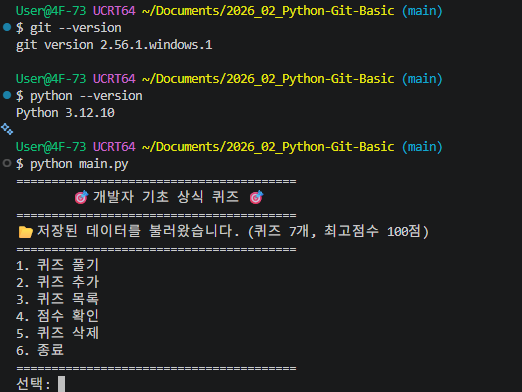 User@4F-73 UCRT64 ~/Documents/2026_02_Python-Git-Basic (main)
$ git --version
git version 2.56.1.windows.1
User@4F-73 UCRT64 ~/Documents/2026_02_Python-Git-Basic (main)
$ python --version
Python 3.12.10
User@4F-73 UCRT64 ~/Documents/2026_02_Python-Git-Basic (main)
$ python main.py
========================================
🎯 개발자 기초 상식 퀴즈 🎯
========================================
📂 저장된 데이터를 불러왔습니다. (퀴즈 7개, 최고점수 100점)
========================================
1. 퀴즈 풀기
2. 퀴즈 추가
3. 퀴즈 목록
4. 점수 확인
5. 퀴즈 삭제
6. 종료
========================================
선택: